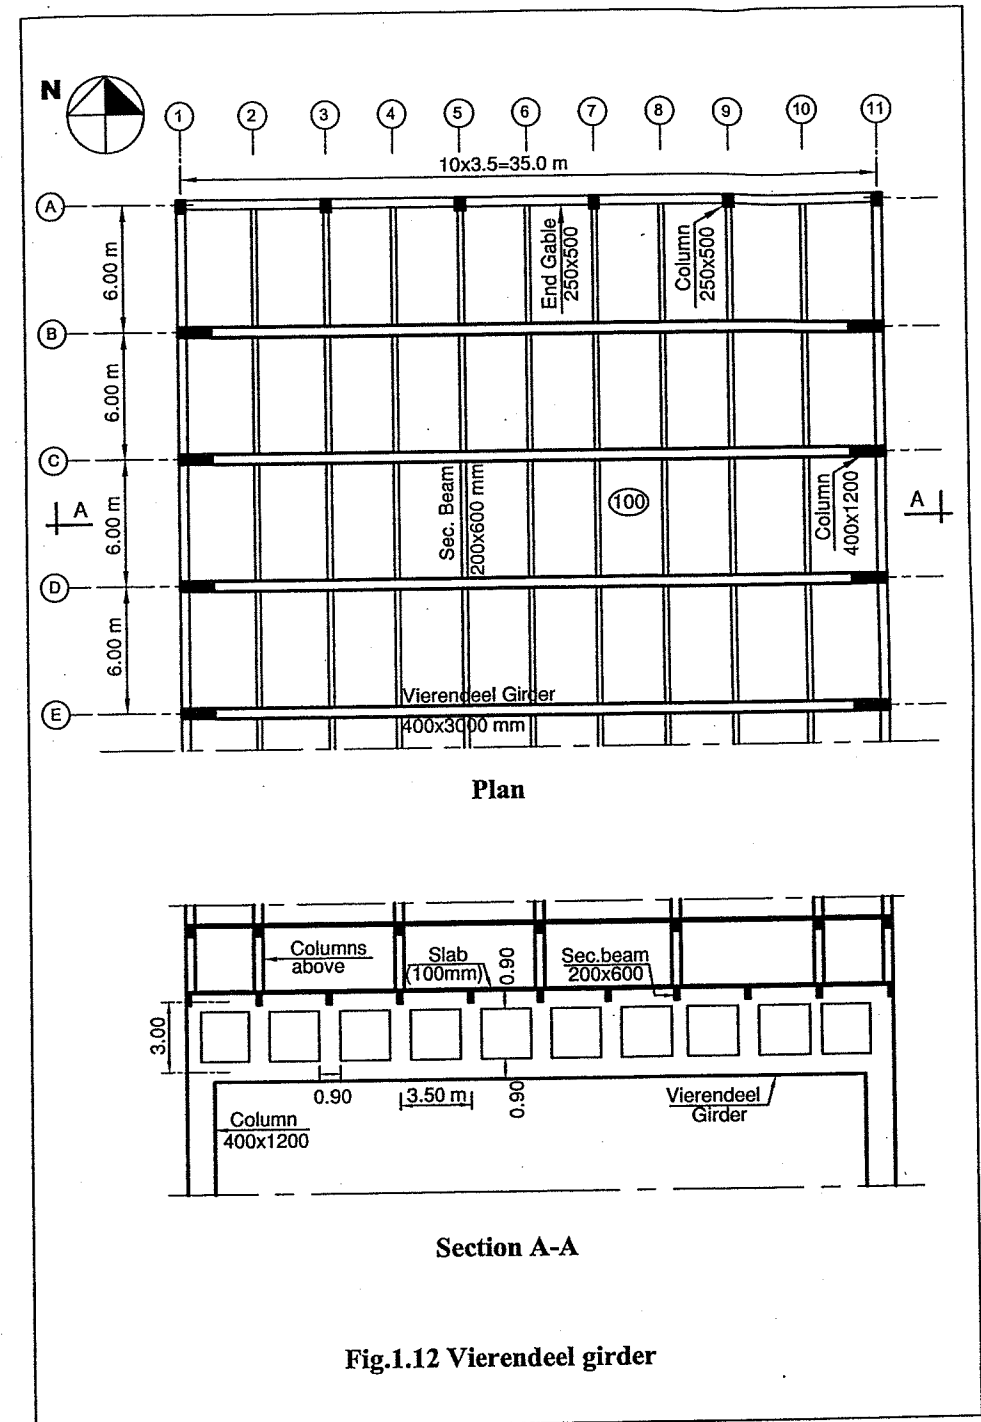 N
1 2 3 4 5 6 7 8 9 10 11
10x3.5=35.0 m
A
6.00 m
End Gable
250x500
Column
250x500
B
6.00 m
C
A
6.00 m
Sec. Beam
200x600 mm
100
Column
400x1200
A
D
6.00 m
Vierendeel Girder
400x3000 mm
E
Plan
Columns
above
Slab
(100mm)
0.90
Sec.beam
200x600
3.00
0.90
3.50 m
0.90
Vierendeel
Girder
Column
400x1200
Section A-A
Fig.1.12 Vierendeel girder